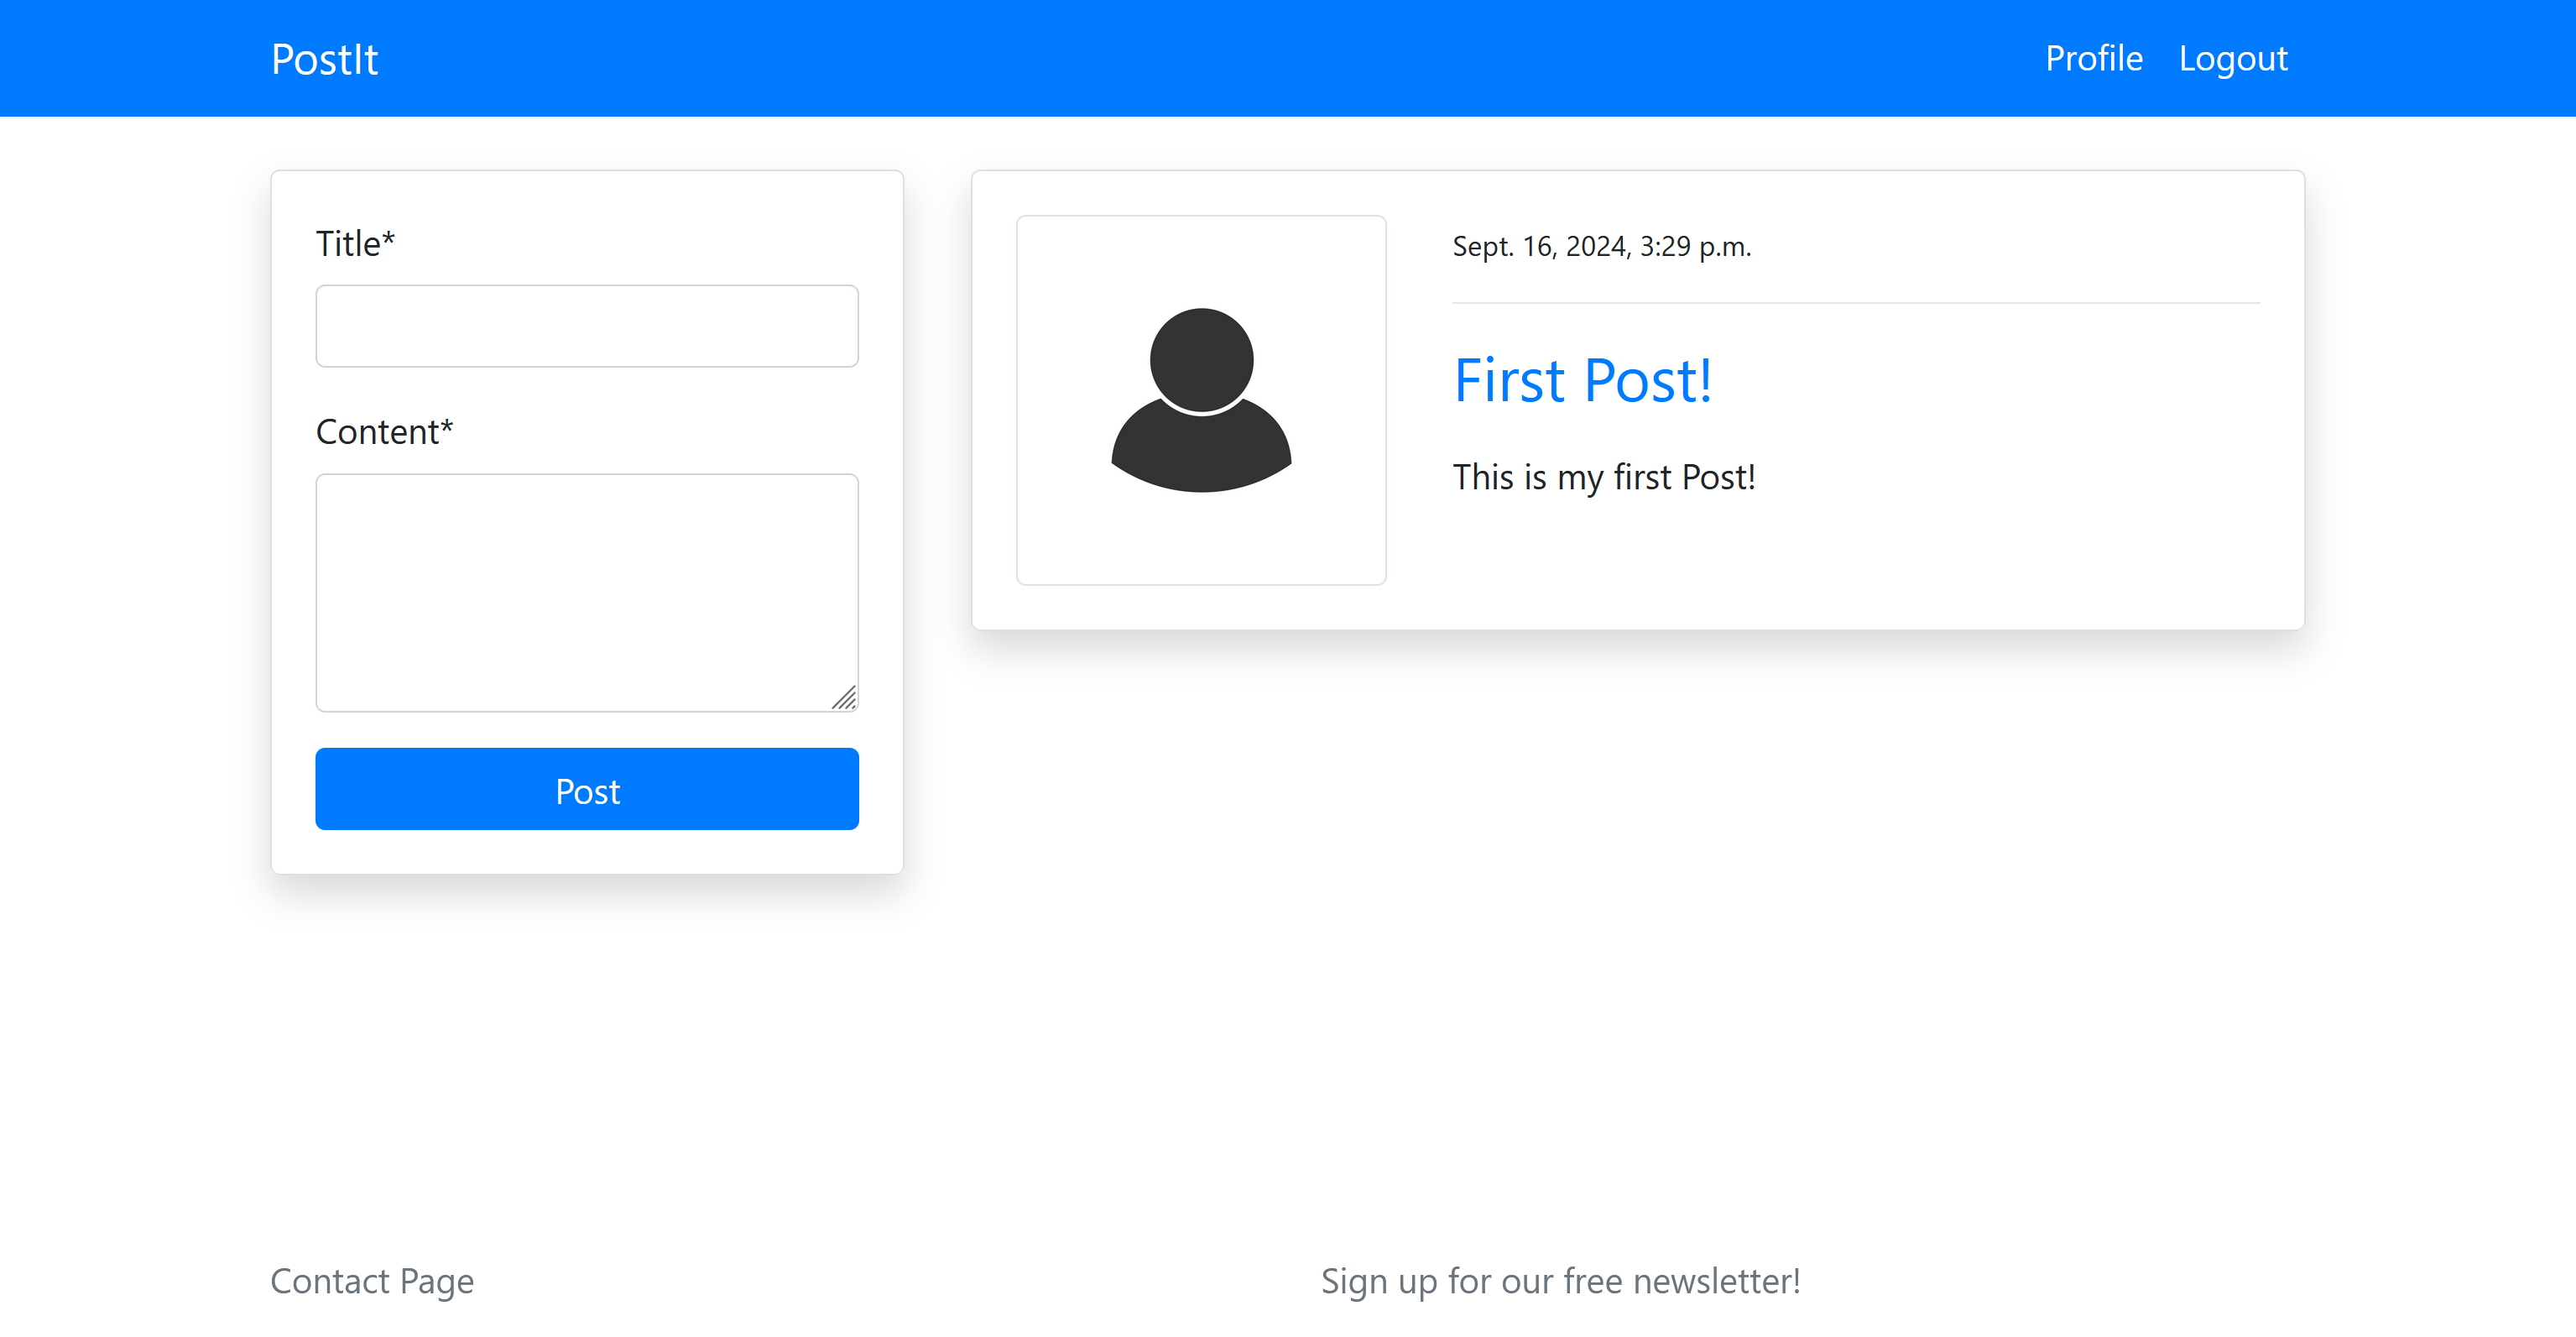 PostIt
Profile Logout
Title*
Content*
Post
Sept. 16, 2024, 3:29 p.m.
First Post!
This is my first Post!
Contact Page
Sign up for our free newsletter!